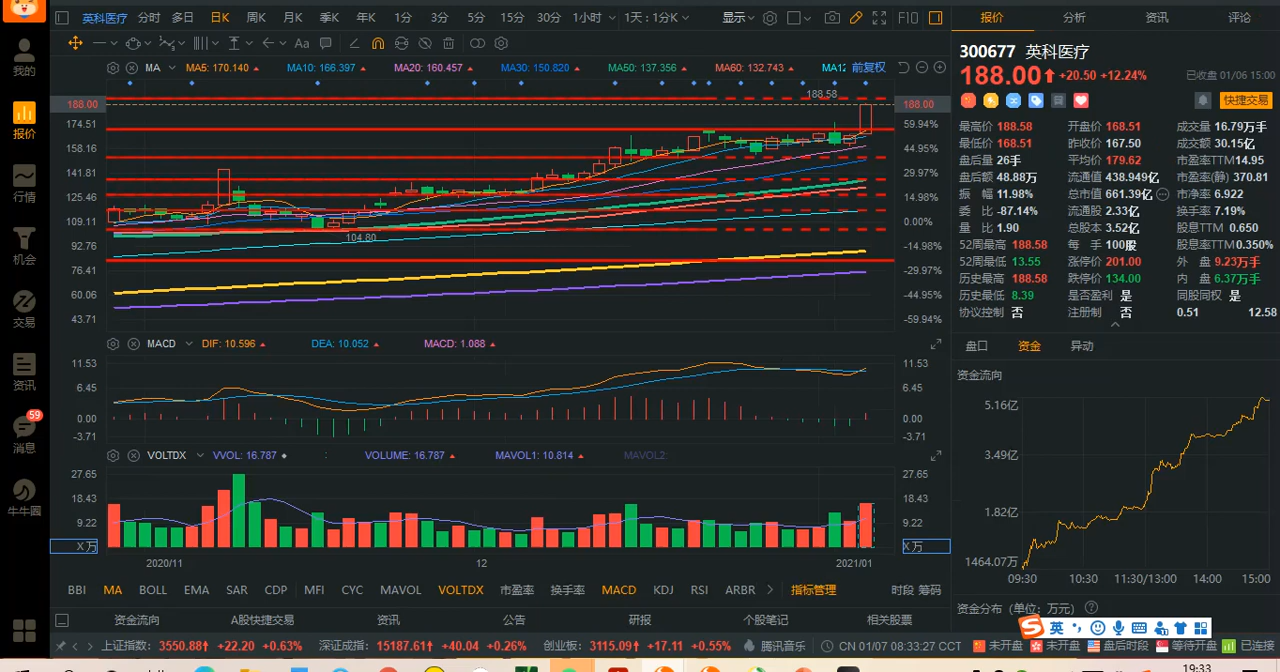 英科医疗 分时 多日 日K 周K 月K 季K 年K 1分 3分 5分 15分 30分 1小时 1天：1分K 显示 F10
Aa
MA MA5: 170.140 MA10: 166.397 MA20: 160.457 MA30: 150.820 MA50: 137.356 MA60: 132.743 MA12 前复权
188.58
188.00 188.00
174.51 59.94%
158.16 44.95%
141.81 29.97%
125.46 14.98%
109.11 0.00%
104.80
92.76 -14.98%
76.41 -29.97%
60.06 -44.95%
43.71 -59.94%
MACD DIF: 10.596 DEA: 10.052 MACD: 1.088
11.53 11.53
6.45 6.45
0.00 0.00
-3.71 -3.71
VOLTDX VVOL: 16.787 : VOLUME: 16.787 MAVOL1: 10.814 MAVOL2:
27.65 27.65
18.43 18.43
9.22 9.22
X万 X万
2020/11 12 2021/01
BBI MA BOLL EMA SAR CDP MFI CYC MAVOL VOLTDX 市盈率 换手率 MACD KDJ RSI ARBR 指标管理 时段 筹码
资金流向 A股快捷交易 资讯 公告 研报 个股笔记 相关股票
上证指数: 3550.88 +22.20 +0.63% 深证成指: 15187.61 +40.04 +0.26% 创业板: 3115.09 +17.11 +0.55% 腾讯音乐 CN 01/07 08:33:27 CCT 未开盘 未开盘 盘后时段 等待开盘 已连接
我的
报价
行情
机会
交易
资讯
59
消息
牛牛圈
报价 分析 资讯 评论
300677 英科医疗
188.00 +20.50 +12.24% 已收盘 01/06 15:00
快捷交易
最高价 188.58 开盘价 168.51 成交量 16.79万手
最低价 168.51 昨收价 167.50 成交额 30.15亿
盘后量 26手 平均价 179.62 市盈率TTM 14.95
盘后额 48.88万 流通值 438.949亿 市盈率(静) 370.81
振 幅 11.98% 总市值 661.39亿 市净率 6.922
委 比 -87.14% 流通股 2.33亿 换手率 7.19%
量 比 1.90 总股本 3.52亿 股息TTM 0.650
52周最高 188.58 每 手 100股 股息率TTM 0.350%
52周最低 13.55 涨停价 201.00 外 盘 9.23万手
历史最高 188.58 跌停价 134.00 内 盘 6.37万手
历史最低 8.39 是否盈利 是 同股同权 是
协议控制 否 注册制 否 0.51 12.58
盘口 资金 异动
资金流向
5.16亿
3.49亿
1.82亿
1464.07万
09:30 10:30 11:30/13:00 14:00 15:00
资金分布 (单位：万元)
S 英
19:33